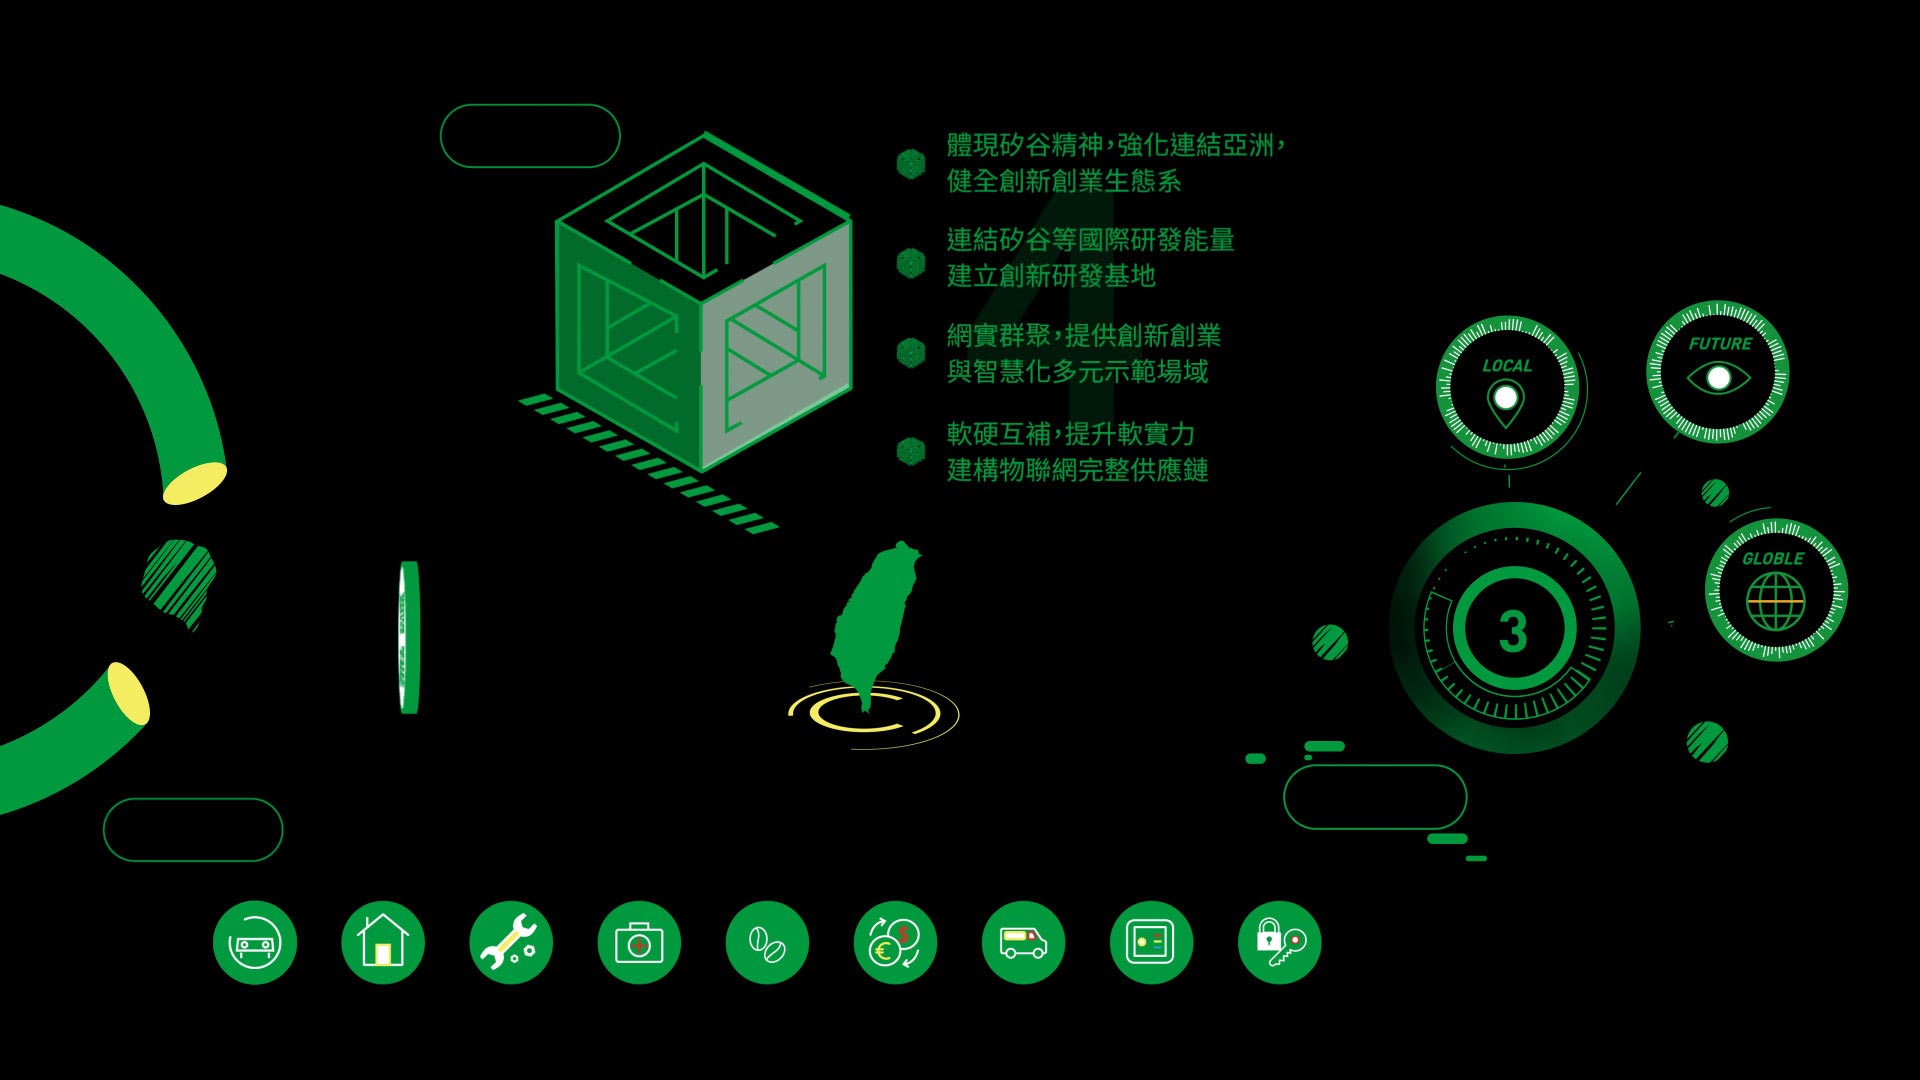 體現矽谷精神，強化連結亞洲，
健全創新創業生態系
連結矽谷等國際研發能量
建立創新研發基地
網實群聚，提供創新創業
與智慧化多元示範場域
軟硬互補，提升軟實力
建構物聯網完整供應鏈
4
LOCAL
FUTURE
GLOBLE
3
$
€